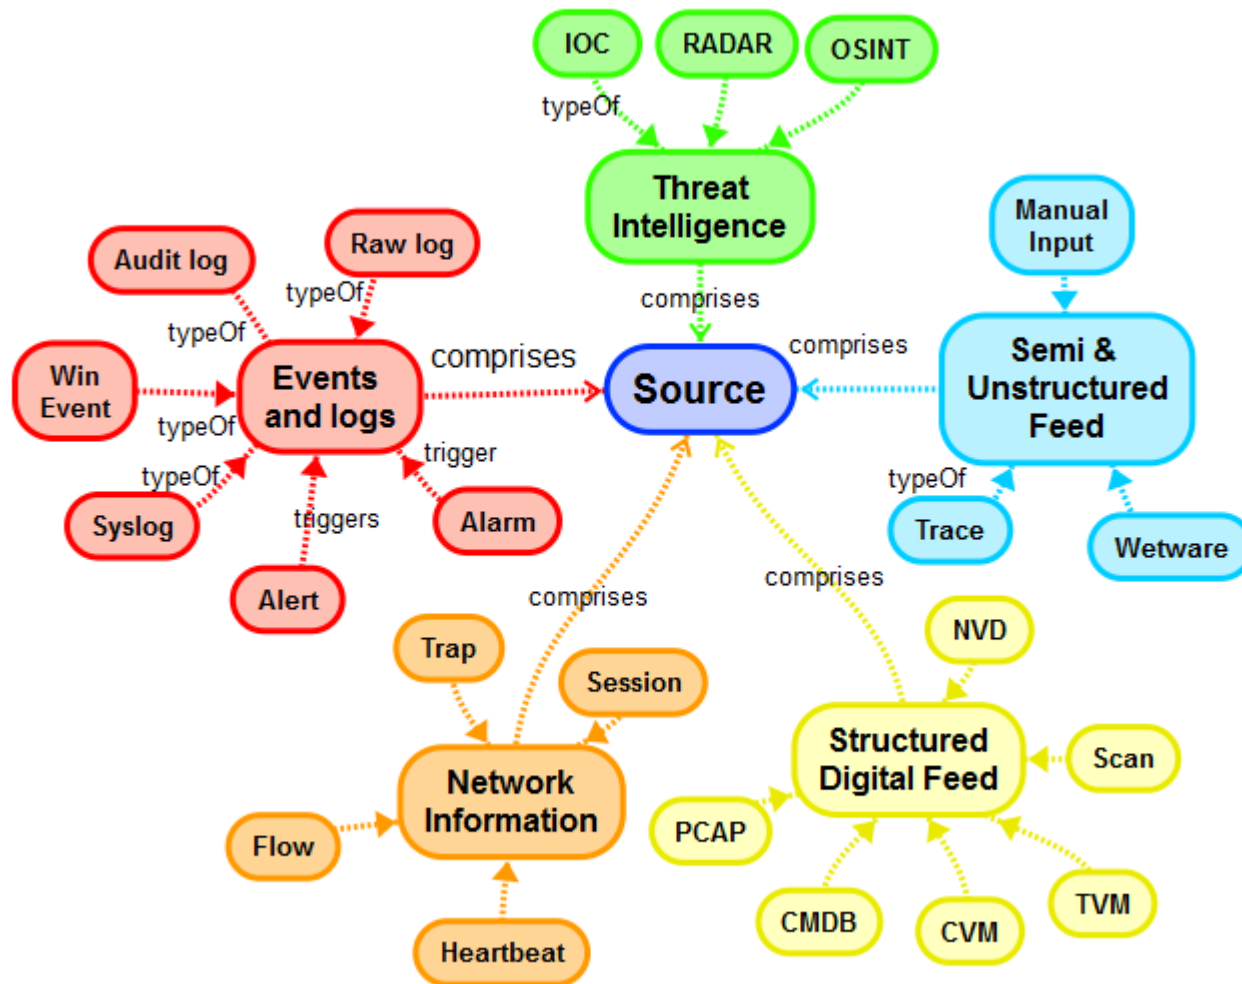 IOC
RADAR
OSINT
typeOf
Threat
Intelligence
Manual
Input
Raw log
Audit log
typeOf
comprises
typeOf
comprises
comprises
Semi &
Unstructured
Feed
Win
Event
Events
and logs
Source
typeOf
trigger
typeOf
typeOf
Syslog
triggers
Alarm
Trace
Wetware
Alert
comprises
comprises
NVD
Trap
Session
Structured
Digital Feed
Scan
Network
Information
PCAP
Flow
CMDB
CVM
TVM
Heartbeat